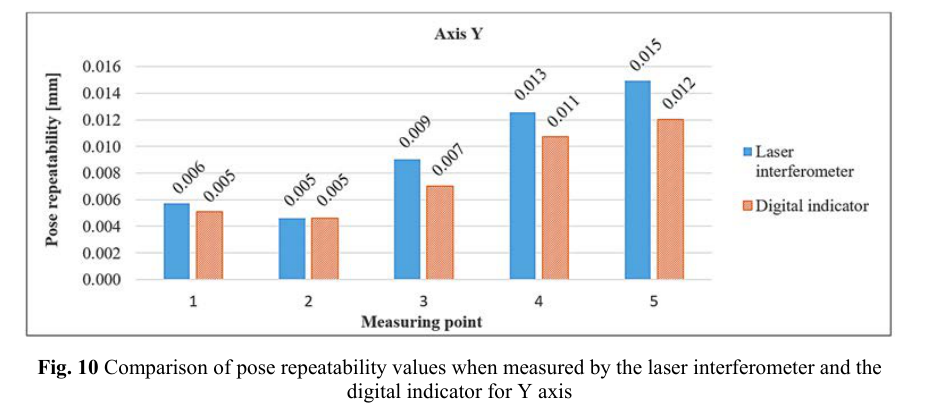 Axis Y
Pose repeatability [mm]
0.016
0.014
0.012
0.010
0.008
0.006
0.004
0.002
0.000
0.006
0.005
0.005
0.005
0.009
0.007
0.013
0.011
0.015
0.012
1 2 3 4 5
Measuring point
Laser
interferometer
Digital indicator
Fig. 10 Comparison of pose repeatability values when measured by the laser interferometer and the
digital indicator for Y axis